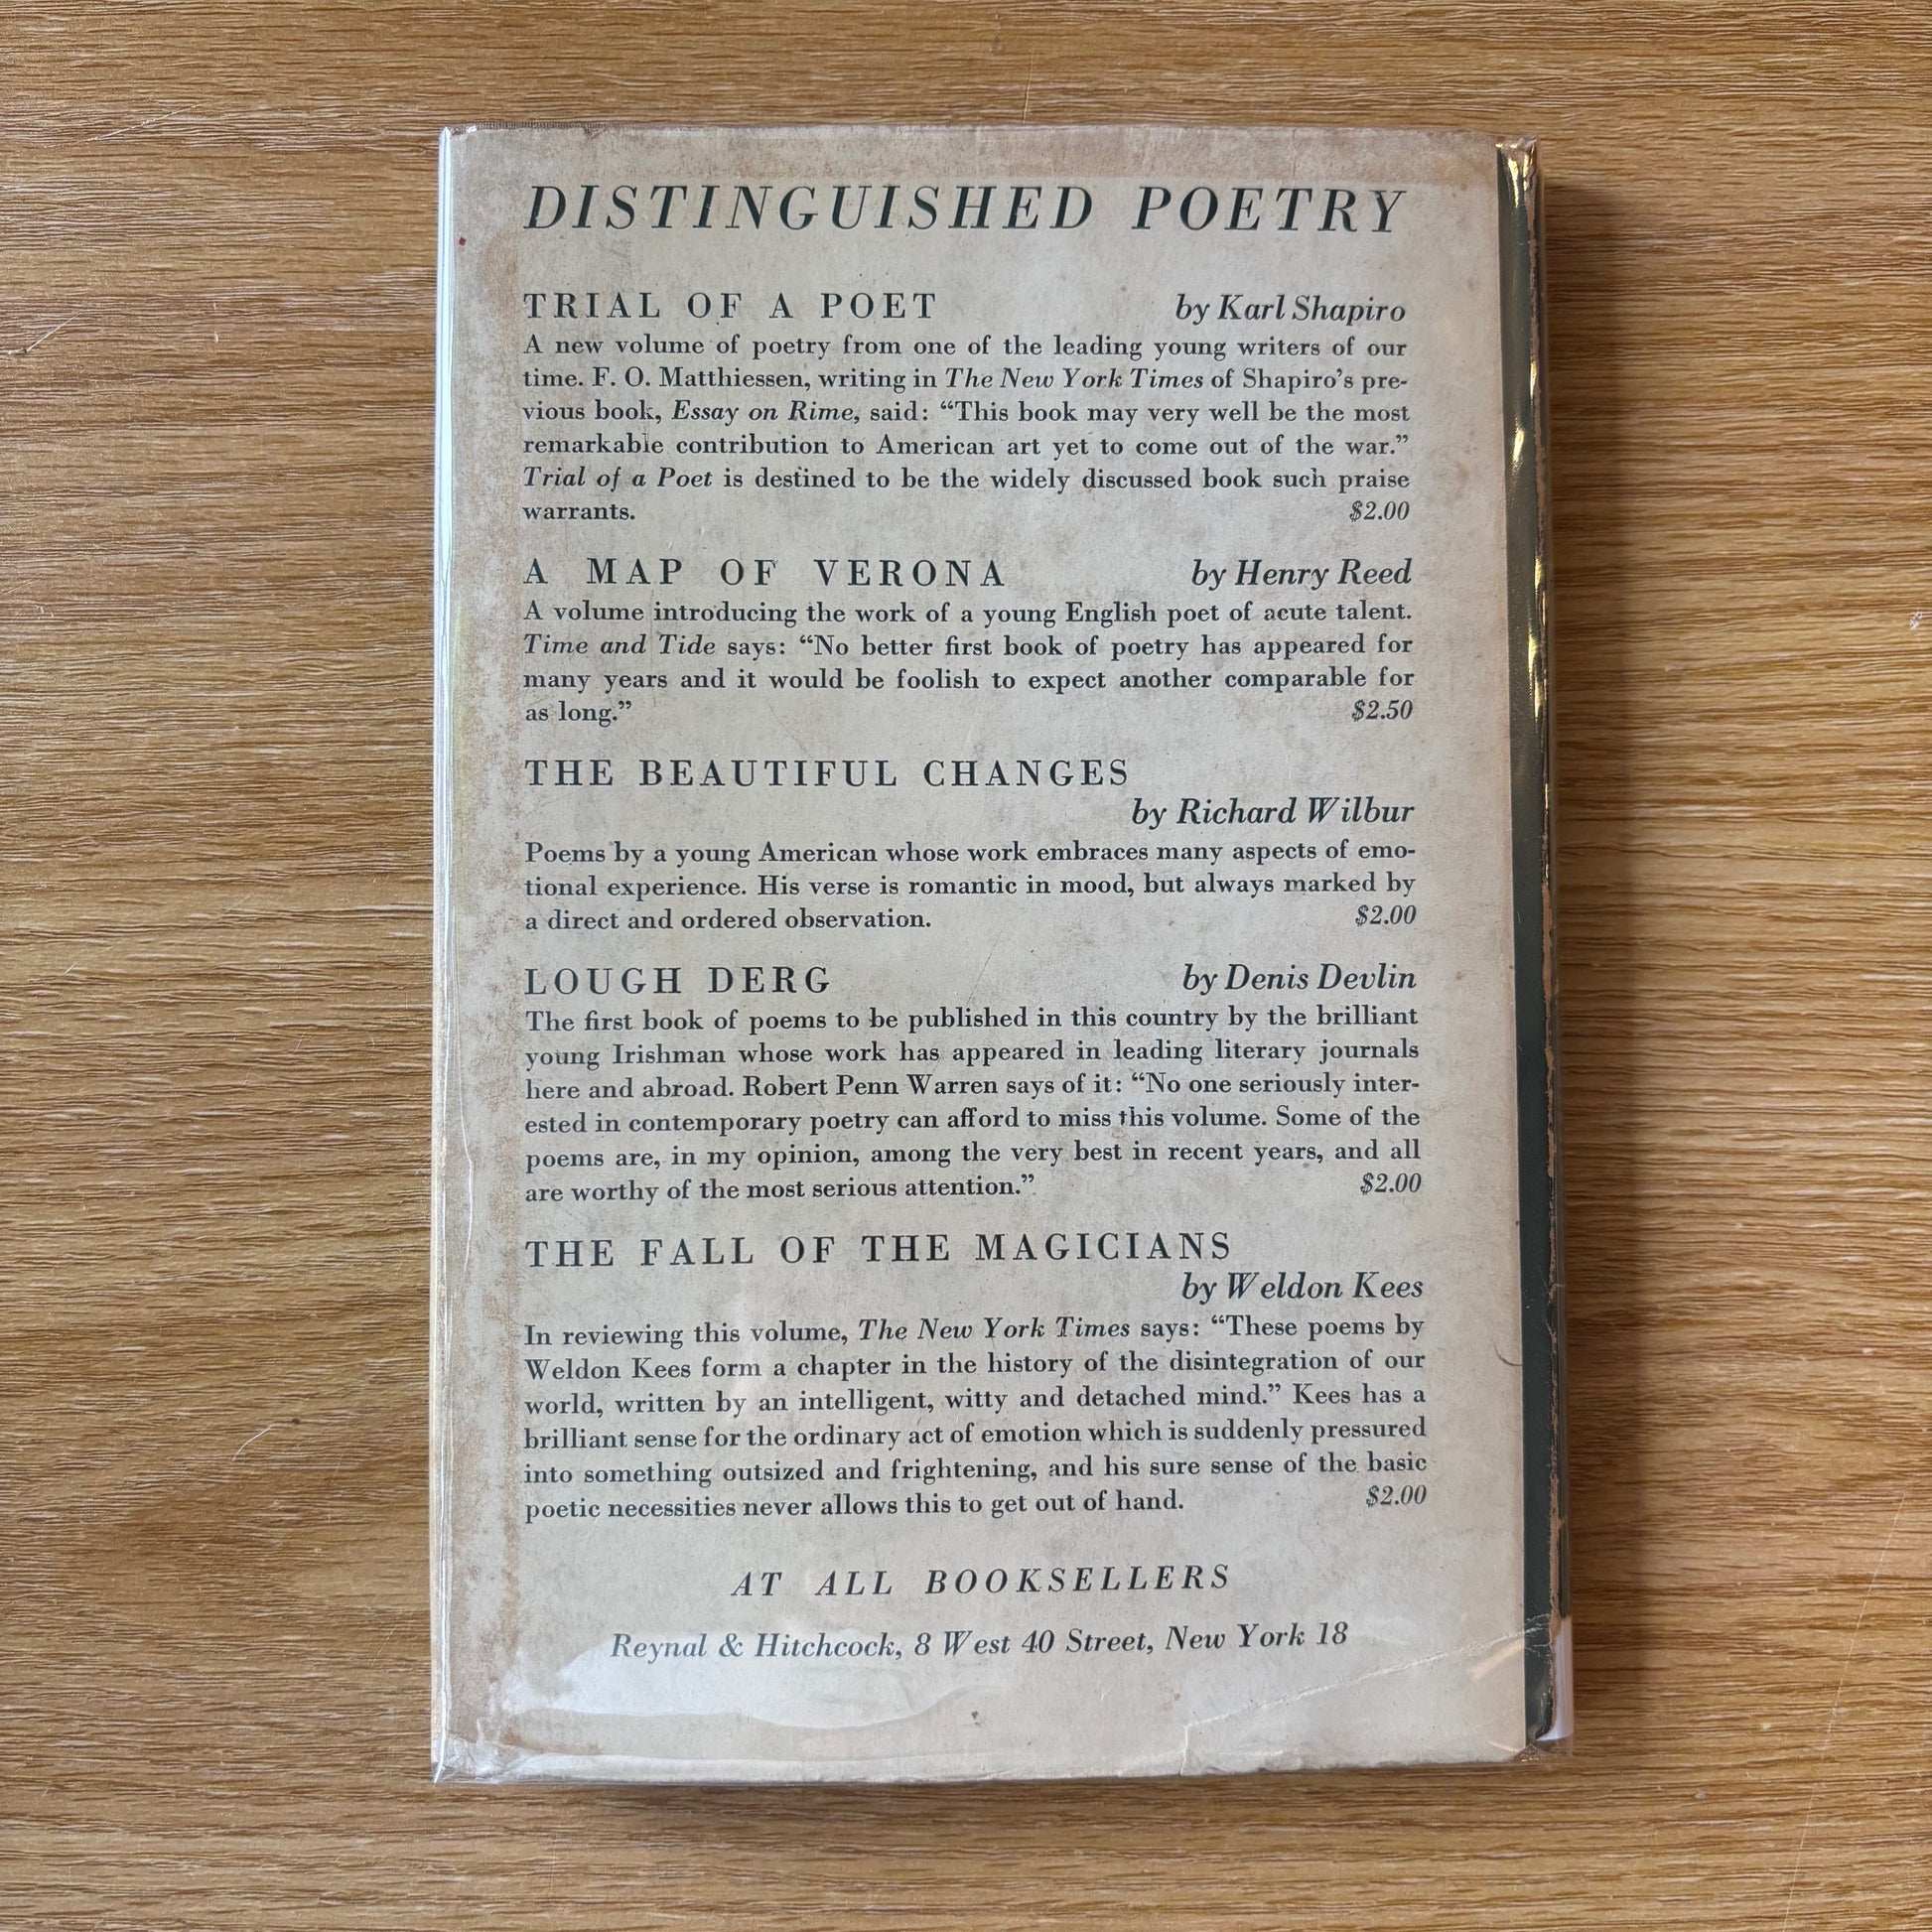 DISTINGUISHED POETRY
TRIAL OF A POET by Karl Shapiro
A new volume of poetry from one of the leading young writers of our
time. F. O. Matthiessen, writing in The New York Times of Shapiro's pre-
vious book, Essay on Rime, said: “This book may very well be the most
remarkable contribution to American art yet to come out of the war.”
Trial of a Poet is destined to be the widely discussed book such praise
warrants. $2.00
A MAP OF VERONA by Henry Reed
A volume introducing the work of a young English poet of acute talent.
Time and Tide says: “No better first book of poetry has appeared for
many years and it would be foolish to expect another comparable for
as long.” $2.50
THE BEAUTIFUL CHANGES
by Richard Wilbur
Poems by a young American whose work embraces many aspects of emo-
tional experience. His verse is romantic in mood, but always marked by
a direct and ordered observation. $2.00
LOUGH DERG by Denis Devlin
The first book of poems to be published in this country by the brilliant
young Irishman whose work has appeared in leading literary journals
here and abroad. Robert Penn Warren says of it: “No one seriously inter-
ested in contemporary poetry can afford to miss this volume. Some of the
poems are, in my opinion, among the very best in recent years, and all
are worthy of the most serious attention.” $2.00
THE FALL OF THE MAGICIANS
by Weldon Kees
In reviewing this volume, The New York Times says: “These poems by
Weldon Kees form a chapter in the history of the disintegration of our
world, written by an intelligent, witty and detached mind.” Kees has a
brilliant sense for the ordinary act of emotion which is suddenly pressured
into something outsized and frightening, and his sure sense of the basic
poetic necessities never allows this to get out of hand. $2.00
AT ALL BOOKSELLERS
Reynal & Hitchcock, 8 West 40 Street, New York 18